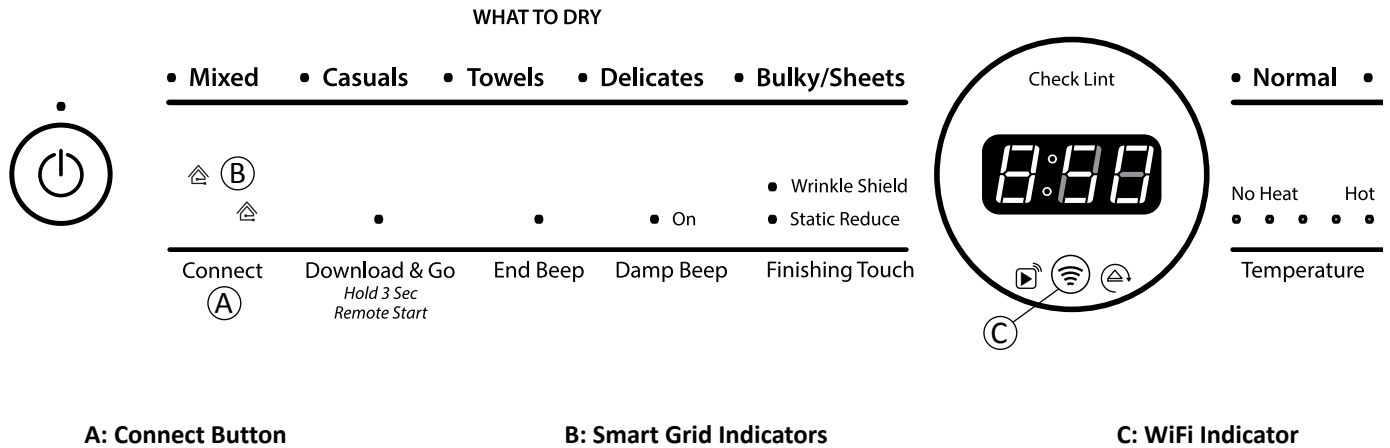 WHAT TO DRY
• Mixed • Casuals • Towels • Delicates • Bulky/Sheets
Check Lint
• Normal •
B
8:50
• Wrinkle Shield
No Heat Hot
• On
• Static Reduce
Connect Download & Go End Beep Damp Beep Finishing Touch
Temperature
A
Hold 3 Sec
Remote Start
C
A: Connect Button B: Smart Grid Indicators C: WiFi Indicator